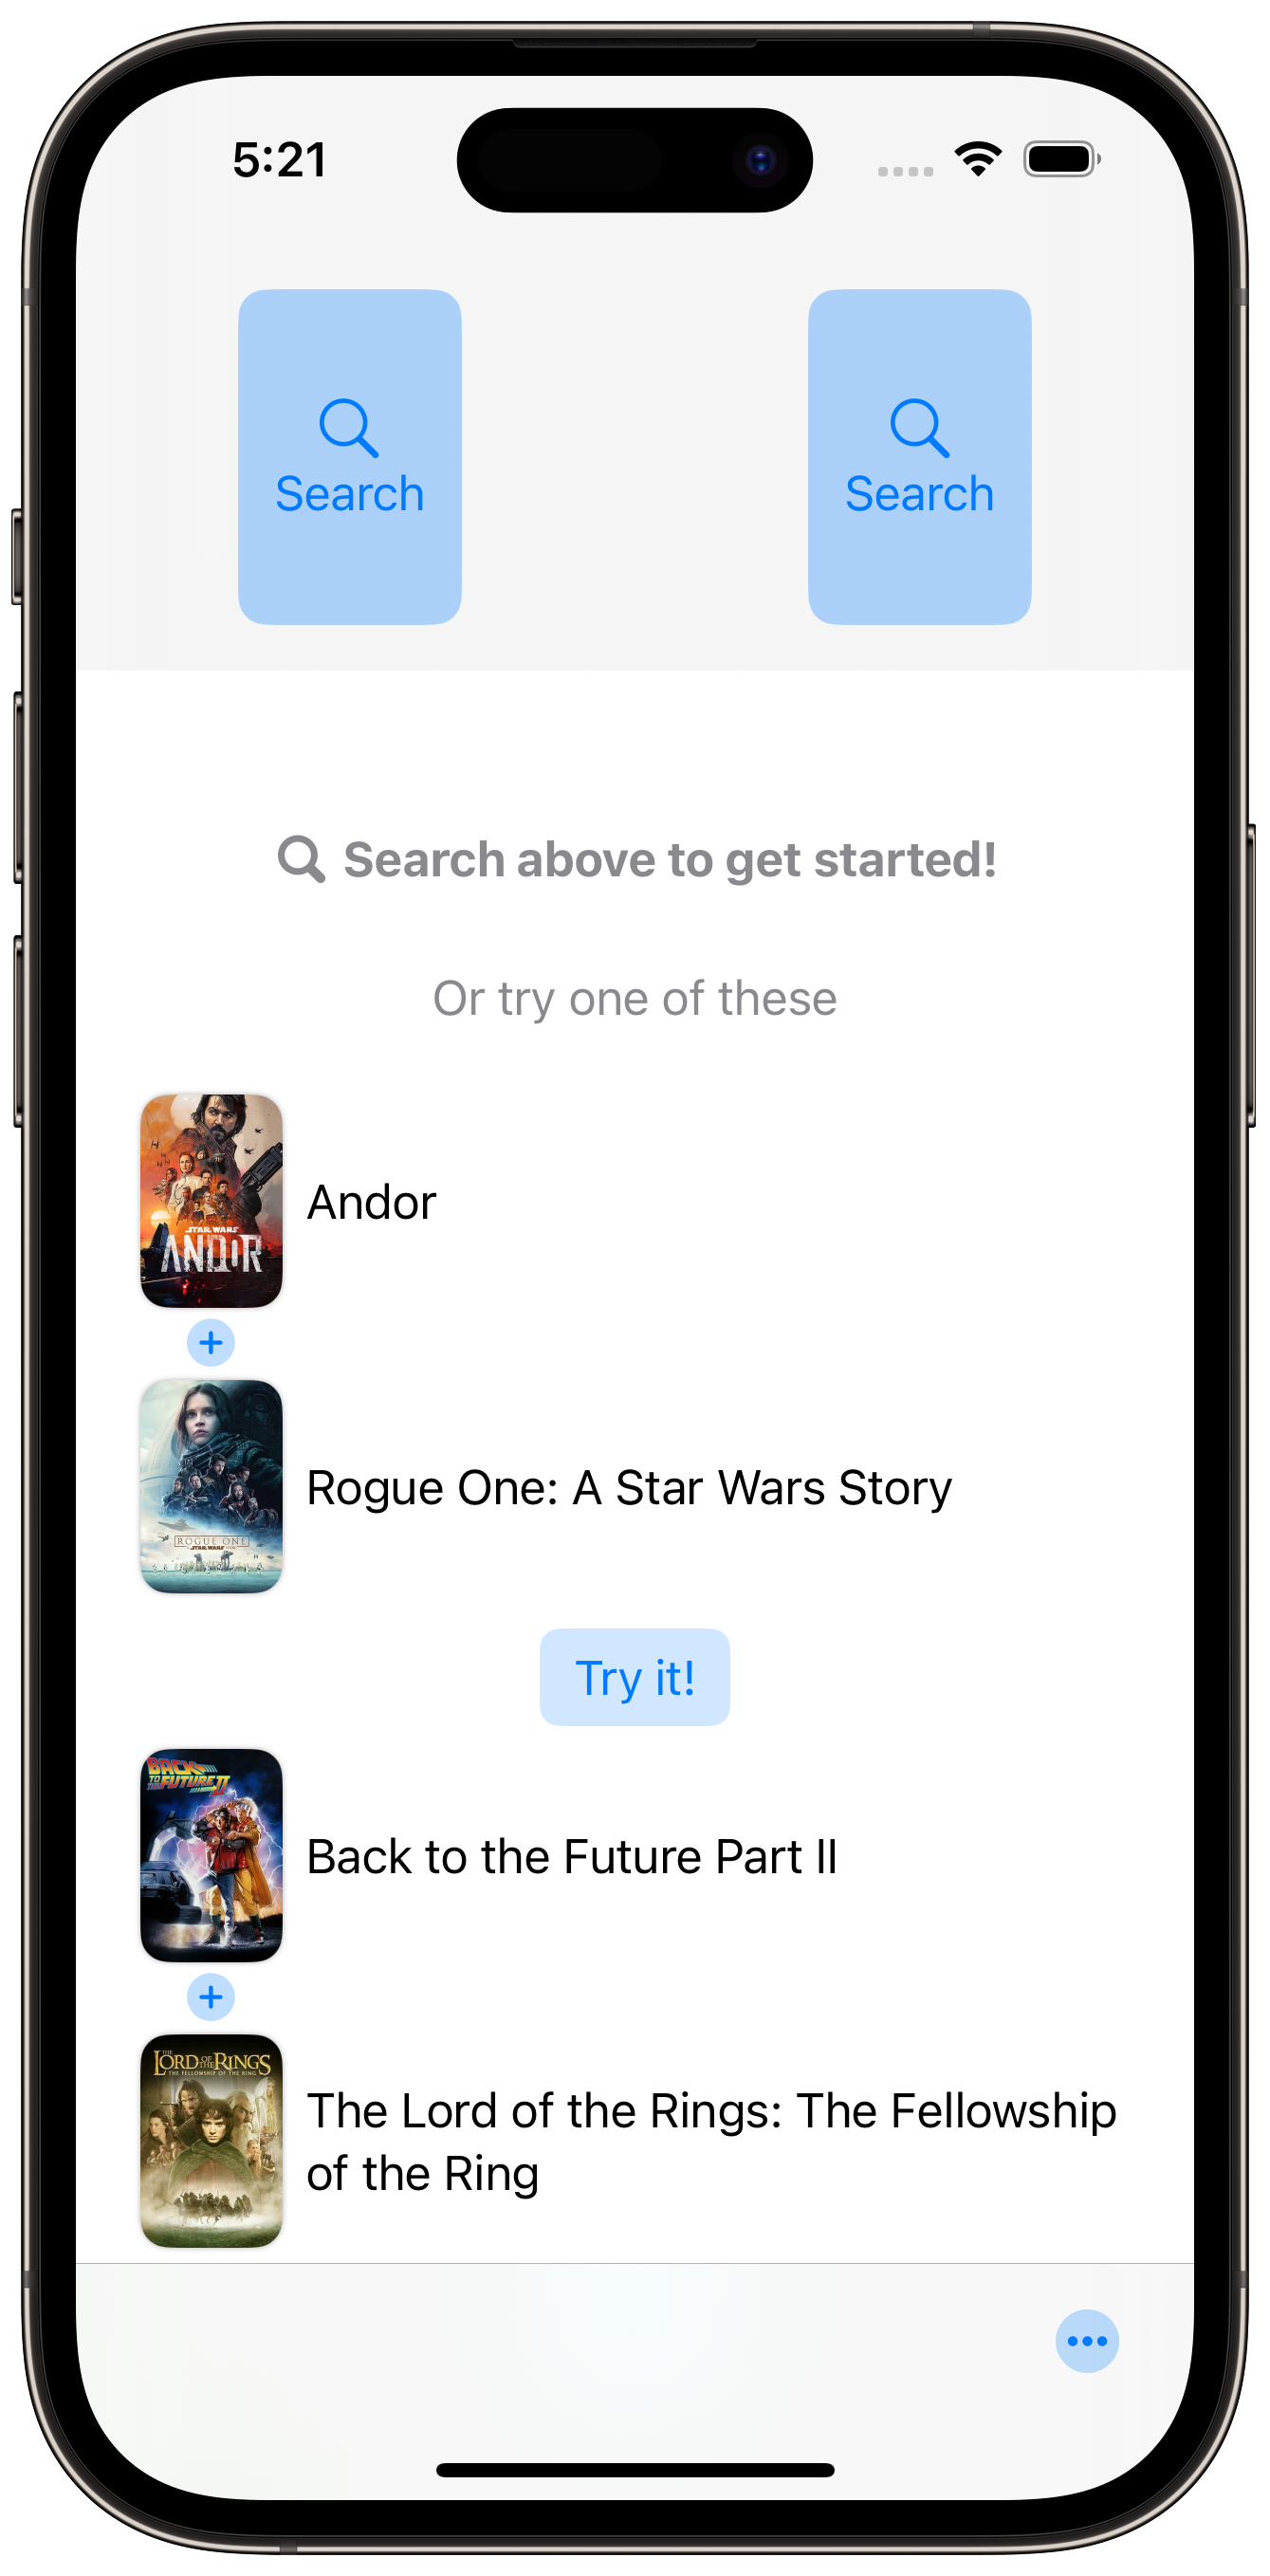 5:21
Search
Search
Search above to get started!
Or try one of these
STAR WARS
ANDOR
Andor
ROGUE ONE
A STAR WARS STORY
Rogue One: A Star Wars Story
Try it!
BACK
TO THE FUTURE II
Back to the Future Part II
THE
LORD OF THE RINGS
THE FELLOWSHIP OF THE RING
The Lord of the Rings: The Fellowship
of the Ring